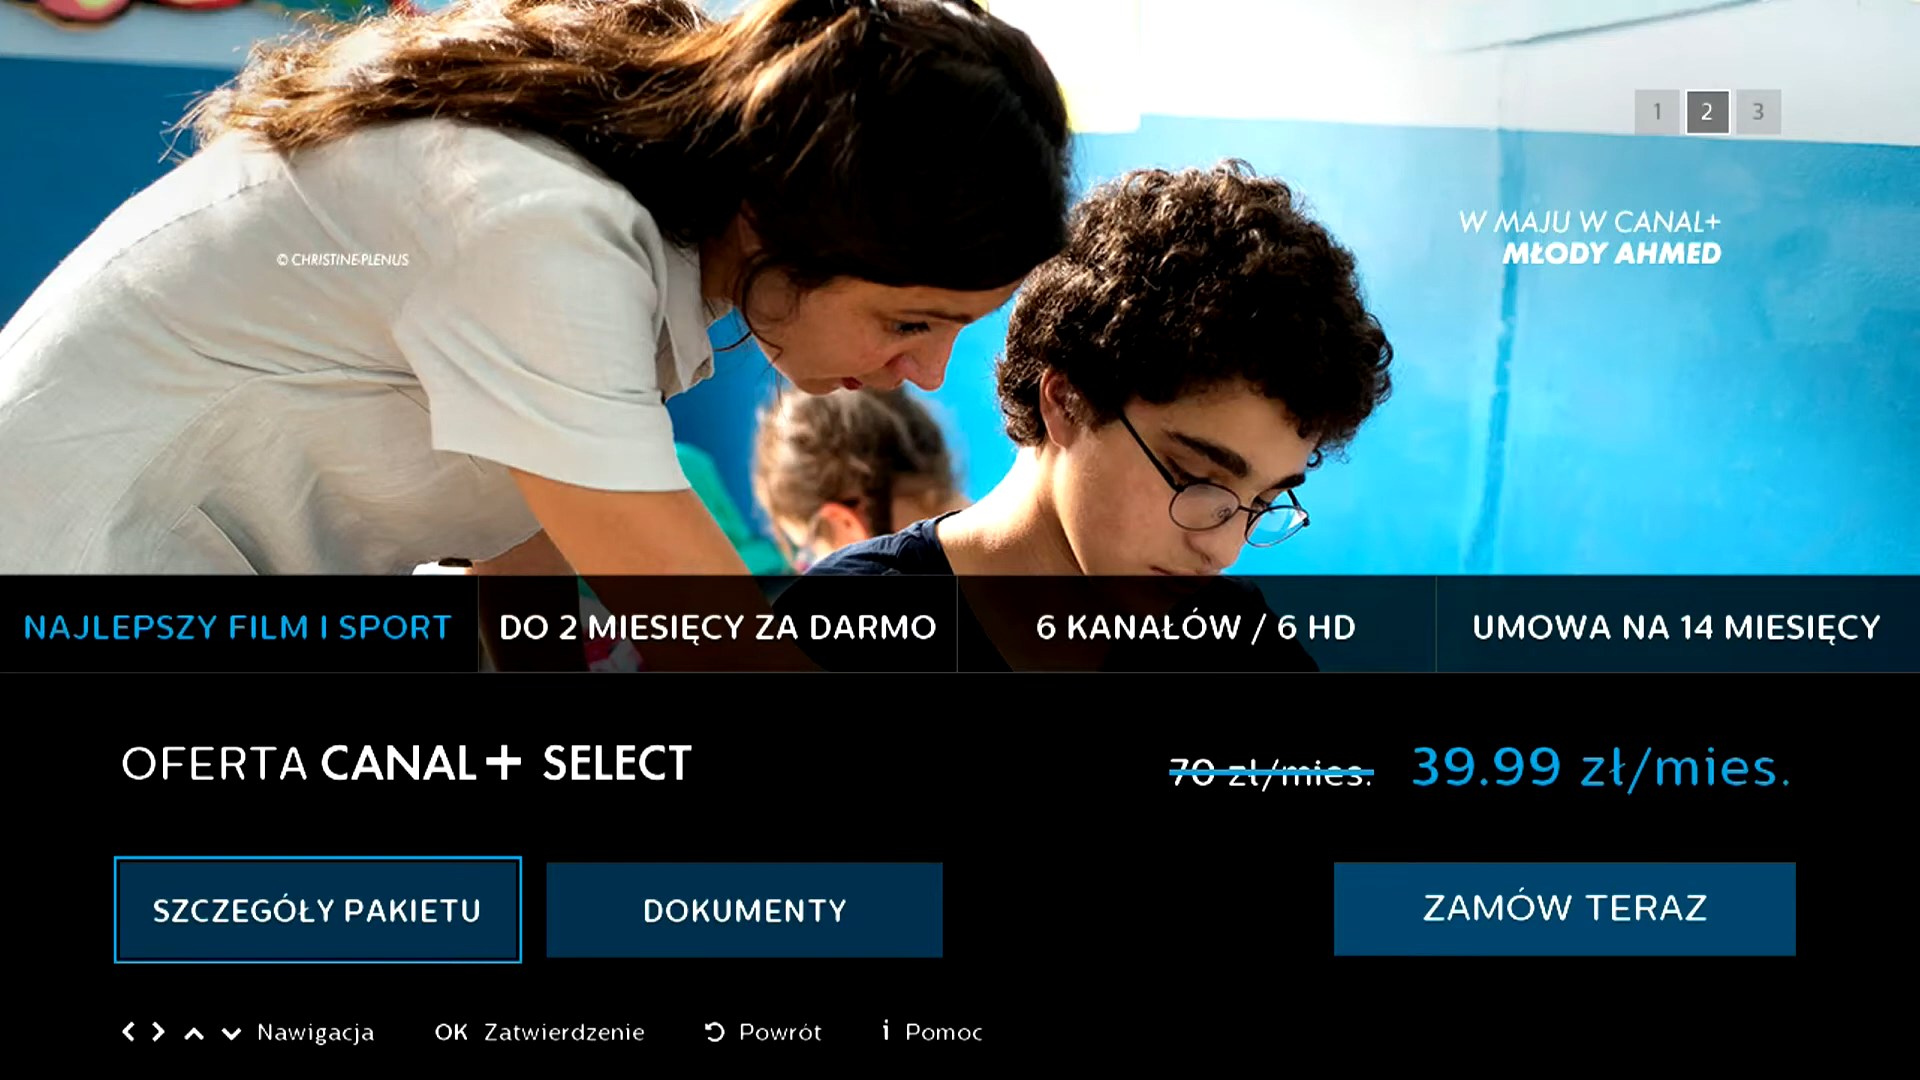 1 2 3
W MAJU W CANAL+
MŁODY AHMED
© CHRISTINE PLENUS
NAJLEPSZY FILM I SPORT
DO 2 MIESIĘCY ZA DARMO
6 KANAŁÓW / 6 HD
UMOWA NA 14 MIESIĘCY
OFERTA CANAL+ SELECT
70 zł/mies. 39.99 zł/mies.
SZCZEGÓŁY PAKIETU
DOKUMENTY
ZAMÓW TERAZ
Nawigacja OK Zatwierdzenie Powrót i Pomoc